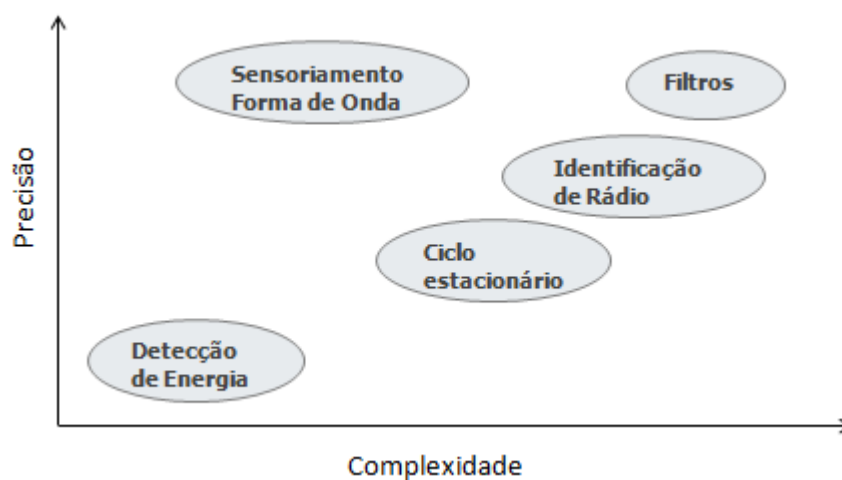 Sensoriamento
Forma de Onda
Filtros
Identificação
de Rádio
Ciclo
estacionário
Detecção
de Energia
Precisão
Complexidade